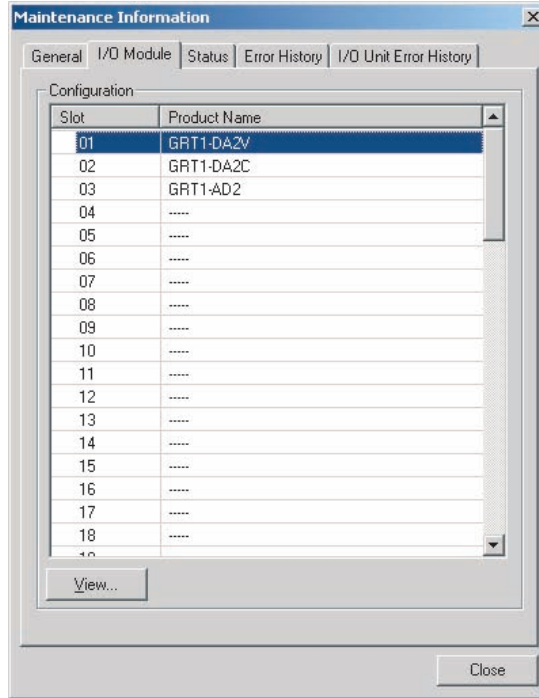 Maintenance Information
General I/O Module Status Error History I/O Unit Error History
Configuration
Slot Product Name
01 GRT1-DA2V
02 GRT1-DA2C
03 GRT1-AD2
04 -----
05 -----
06 -----
07 -----
08 -----
09 -----
10 -----
11 -----
12 -----
13 -----
14 -----
15 -----
16 -----
17 -----
18 -----
View...
Close